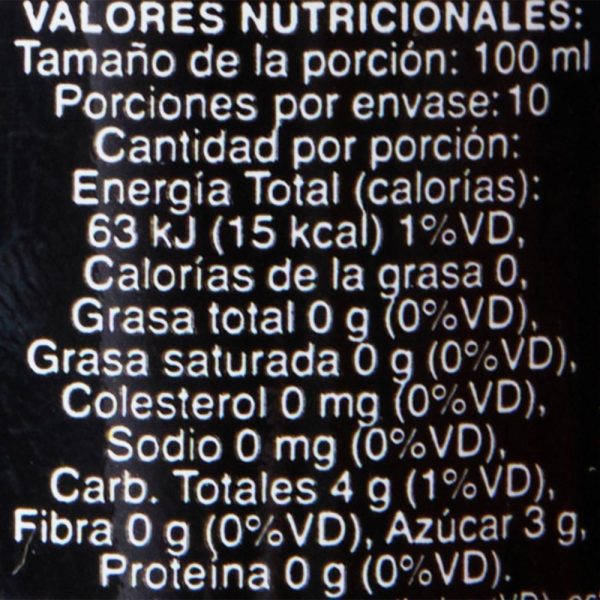 VALORES NUTRICIONALES:
Tamaño de la porción: 100 ml
Porciones por envase:10
Cantidad por porción:
Energía Total (calorías):
63 kJ (15 kcal) 1%VD,
Calorías de la grasa 0,
Grasa total 0 g (0%VD),
Grasa saturada 0 g (0%VD),
Colesterol 0 mg (0%VD),
Sodio 0 mg (0%VD),
Carb. Totales 4 g (1%VD),
Fibra 0 g (0%VD), Azúcar 3 g,
Proteína 0 g (0%VD).